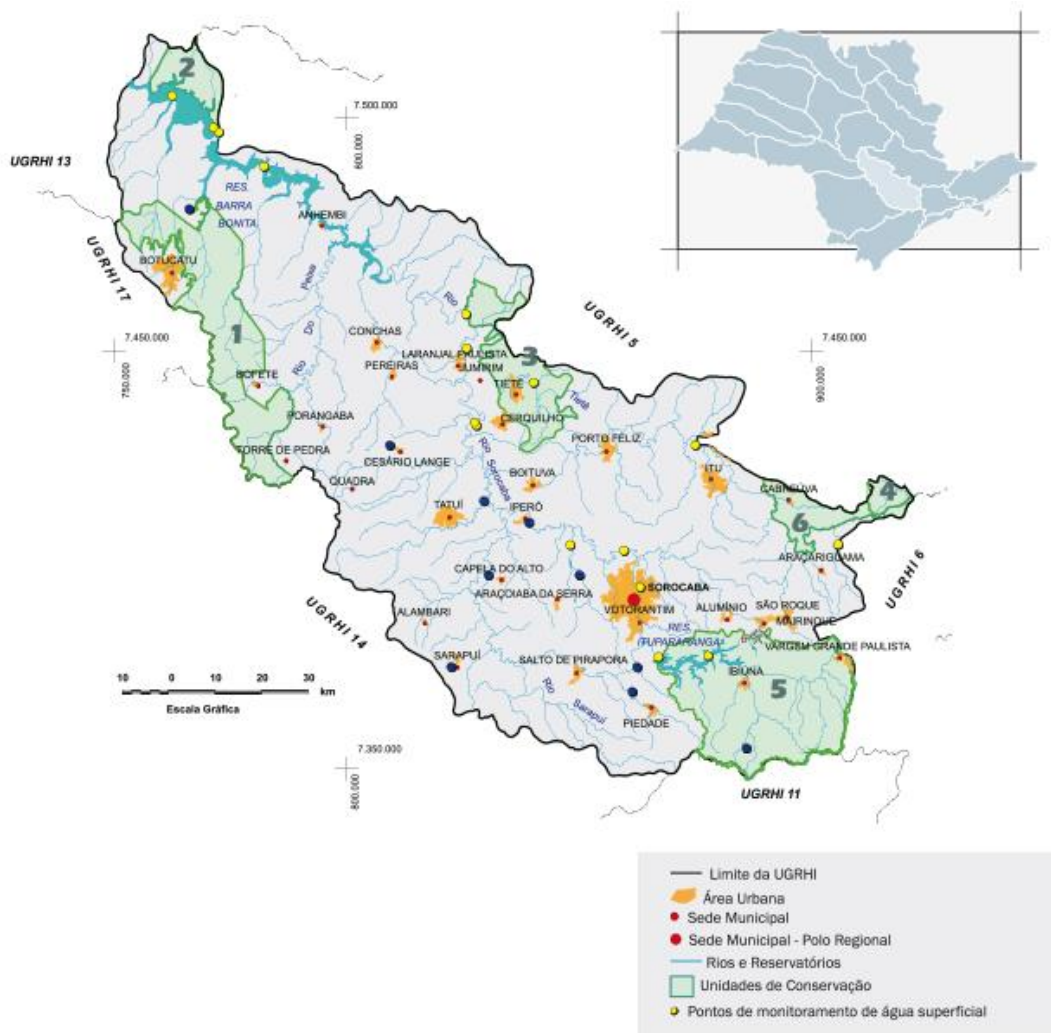 2
7.500.000
600.000
UGRHI 13
RES.
BARRA
BONITA
ANHEMBI
UGRHI 17
BOTUCATU
Rio
Do
Peixe
Rio
UGRHI 5
7.450.000
750.000
7.450.000
900.000
1
CONCHAS
LARANJAL PAULISTA
3
PEREIRAS
JUMIRIM
BOFETE
TIETÊ
Tietê
CERQUILHO
PORANGABA
PORTO FELIZ
TORRE DE PEDRA
CESÁRIO LANGE
Rio Sorocaba
BOITUVA
ITU
QUADRA
CABREÚVA
4
TATUÍ
IPERÓ
6
ARAÇARIGUAMA
UGRHI 6
CAPELA DO ALTO
ARAÇOIABA DA SERRA
SOROCABA
VOTORANTIM
ALUMÍNIO
SÃO ROQUE
MAIRINQUE
UGRHI 14
ALAMBARI
RES.
ITUPARARANGA
VARGEM GRANDE PAULISTA
SARAPUÍ
SALTO DE PIRAPORA
IBIÚNA
5
Rio
Sarapuí
PIEDADE
10 0 10 20 30
km
Escala Gráfica
7.350.000
800.000
UGRHI 11
Limite da UGRHI
Área Urbana
Sede Municipal
Sede Municipal - Polo Regional
Rios e Reservatórios
Unidades de Conservação
Pontos de monitoramento de água superficial